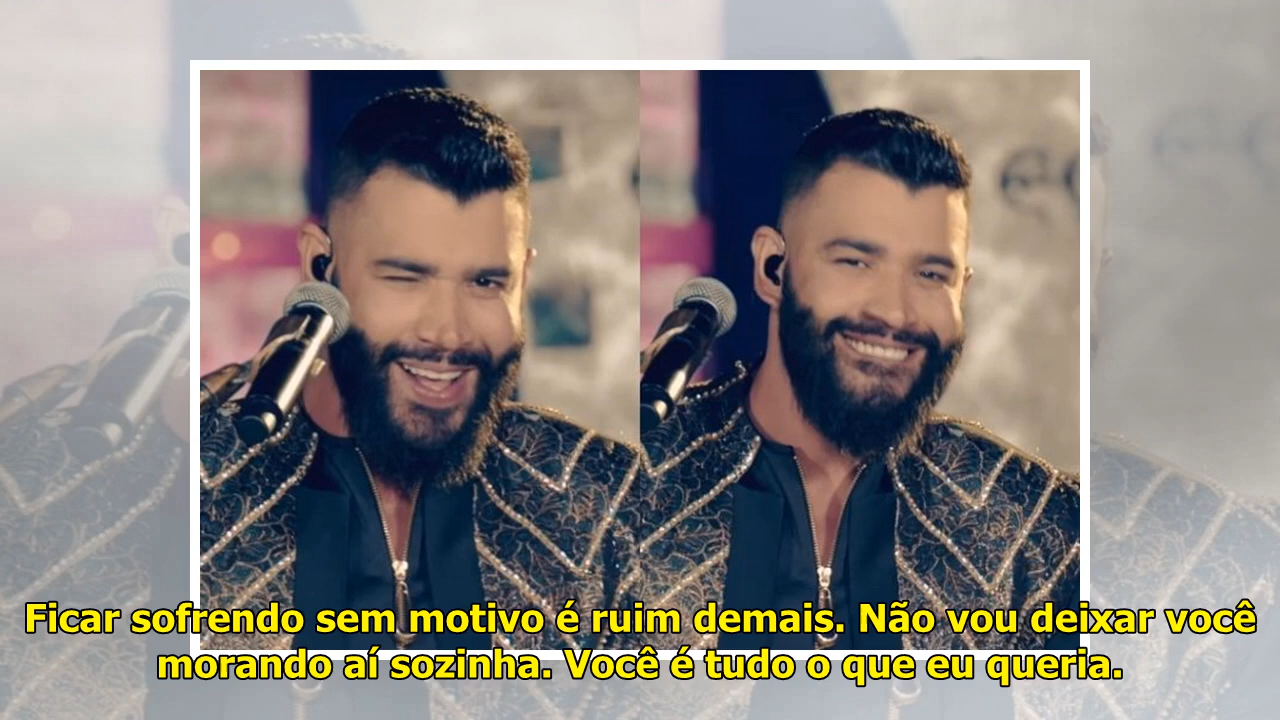 Ficar sofrendo sem motivo é ruim demais. Não vou deixar você
morando aí sozinha. Você é tudo o que eu queria.